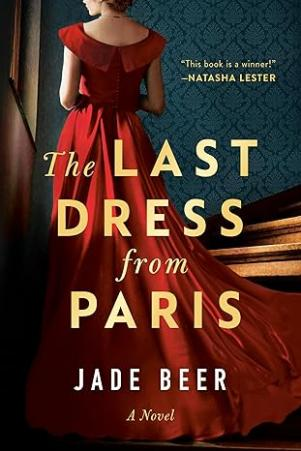 "This book is a winner!"
—NATASHA LESTER
The LAST
DRESS
from
PARIS
JADE BEER
A Novel